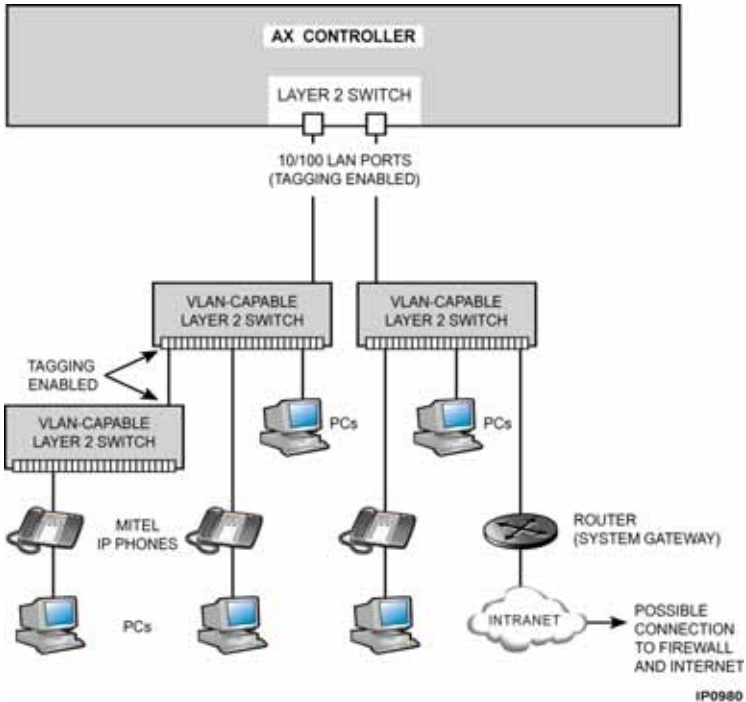 AX CONTROLLER
LAYER 2 SWITCH
10/100 LAN PORTS
(TAGGING ENABLED)
VLAN-CAPABLE
LAYER 2 SWITCH
VLAN-CAPABLE
LAYER 2 SWITCH
TAGGING
ENABLED
PCs
PCs
VLAN-CAPABLE
LAYER 2 SWITCH
MITEL
IP PHONES
ROUTER
(SYSTEM GATEWAY)
PCs
INTRANET
POSSIBLE
CONNECTION
TO FIREWALL
AND INTERNET
IP0980